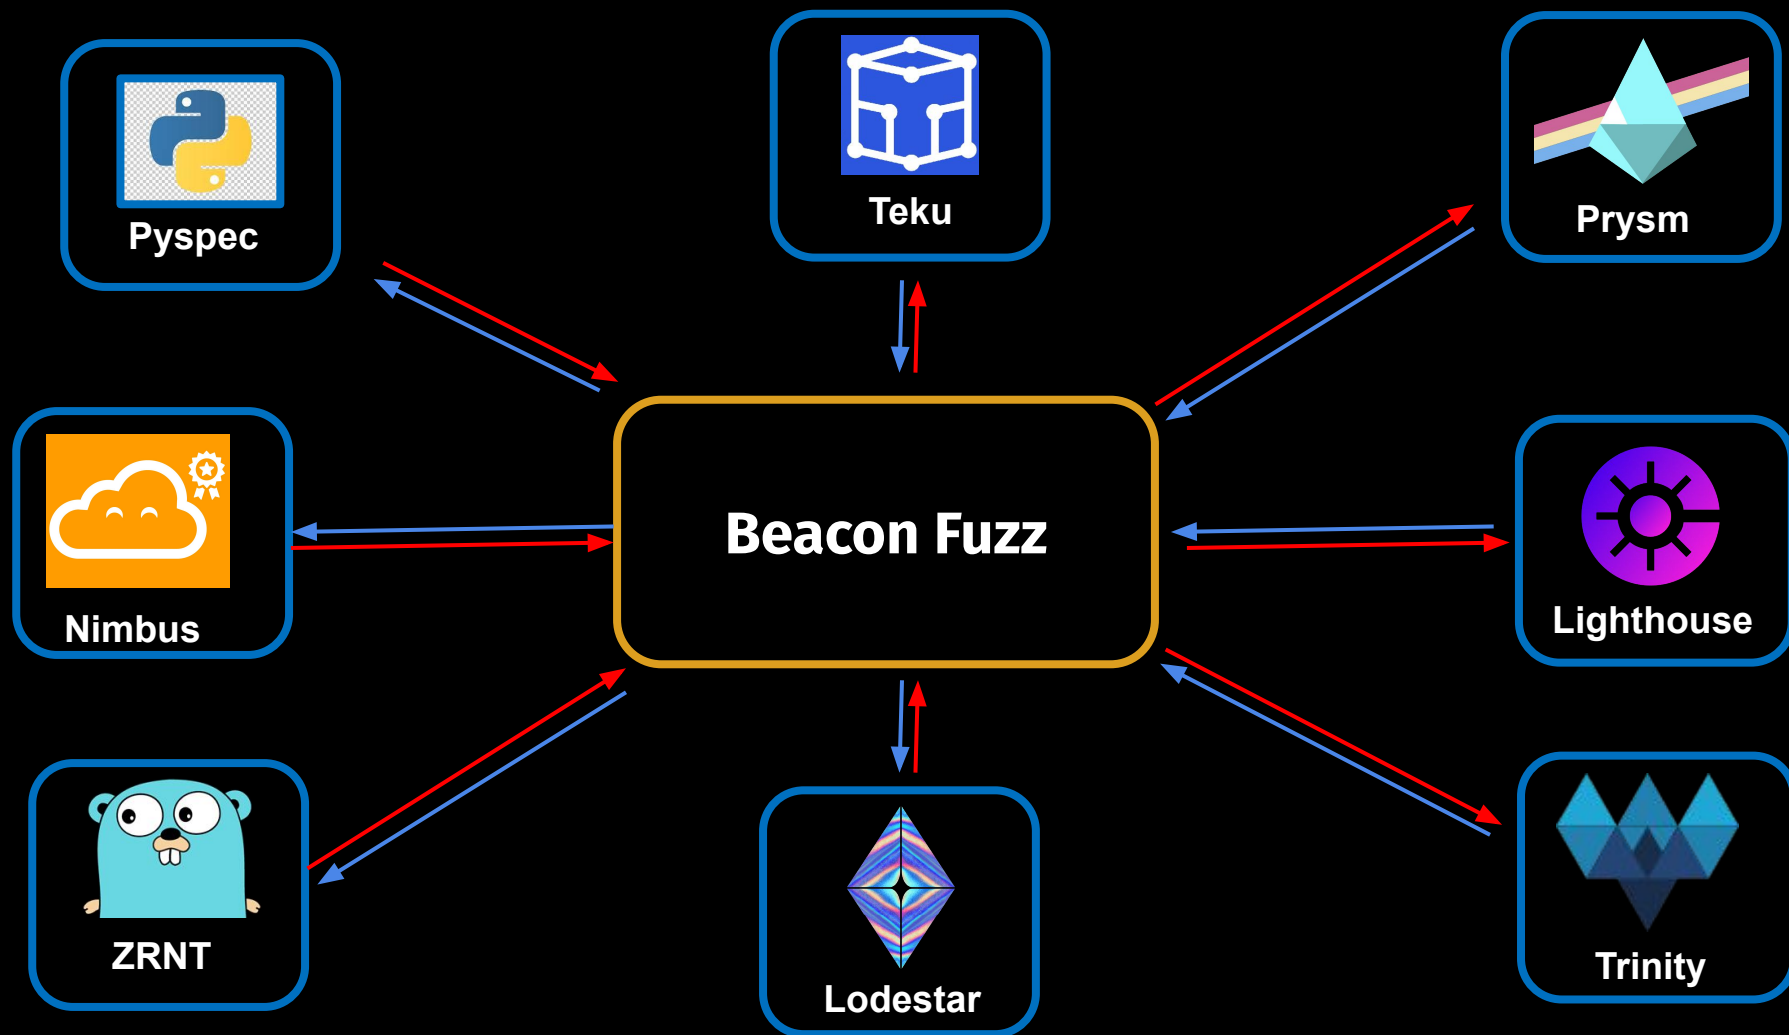 Pyspec
Teku
Prysm
Nimbus
Beacon Fuzz
Lighthouse
ZRNT
Lodestar
Trinity